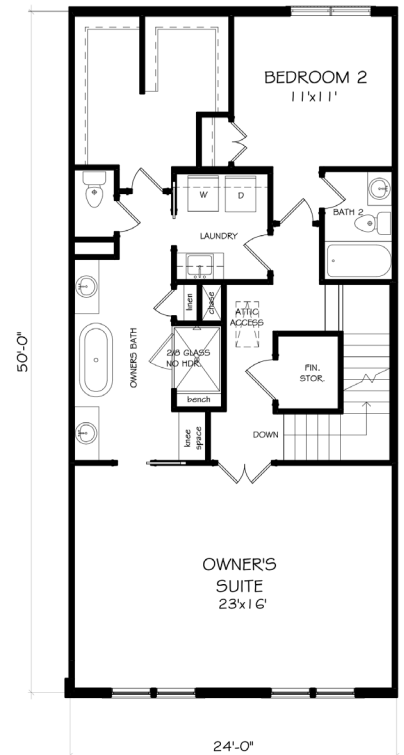 BEDROOM 2
11'x11'
W
D
BATH 2
LAUNDRY
linen
chase
ATTIC
ACCESS
50'-0"
OWNERS BATH
2/8 GLASS
NO HDR.
FIN.
STOR.
bench
knee
space
DOWN
OWNER'S
SUITE
23'x16'
24'-0"